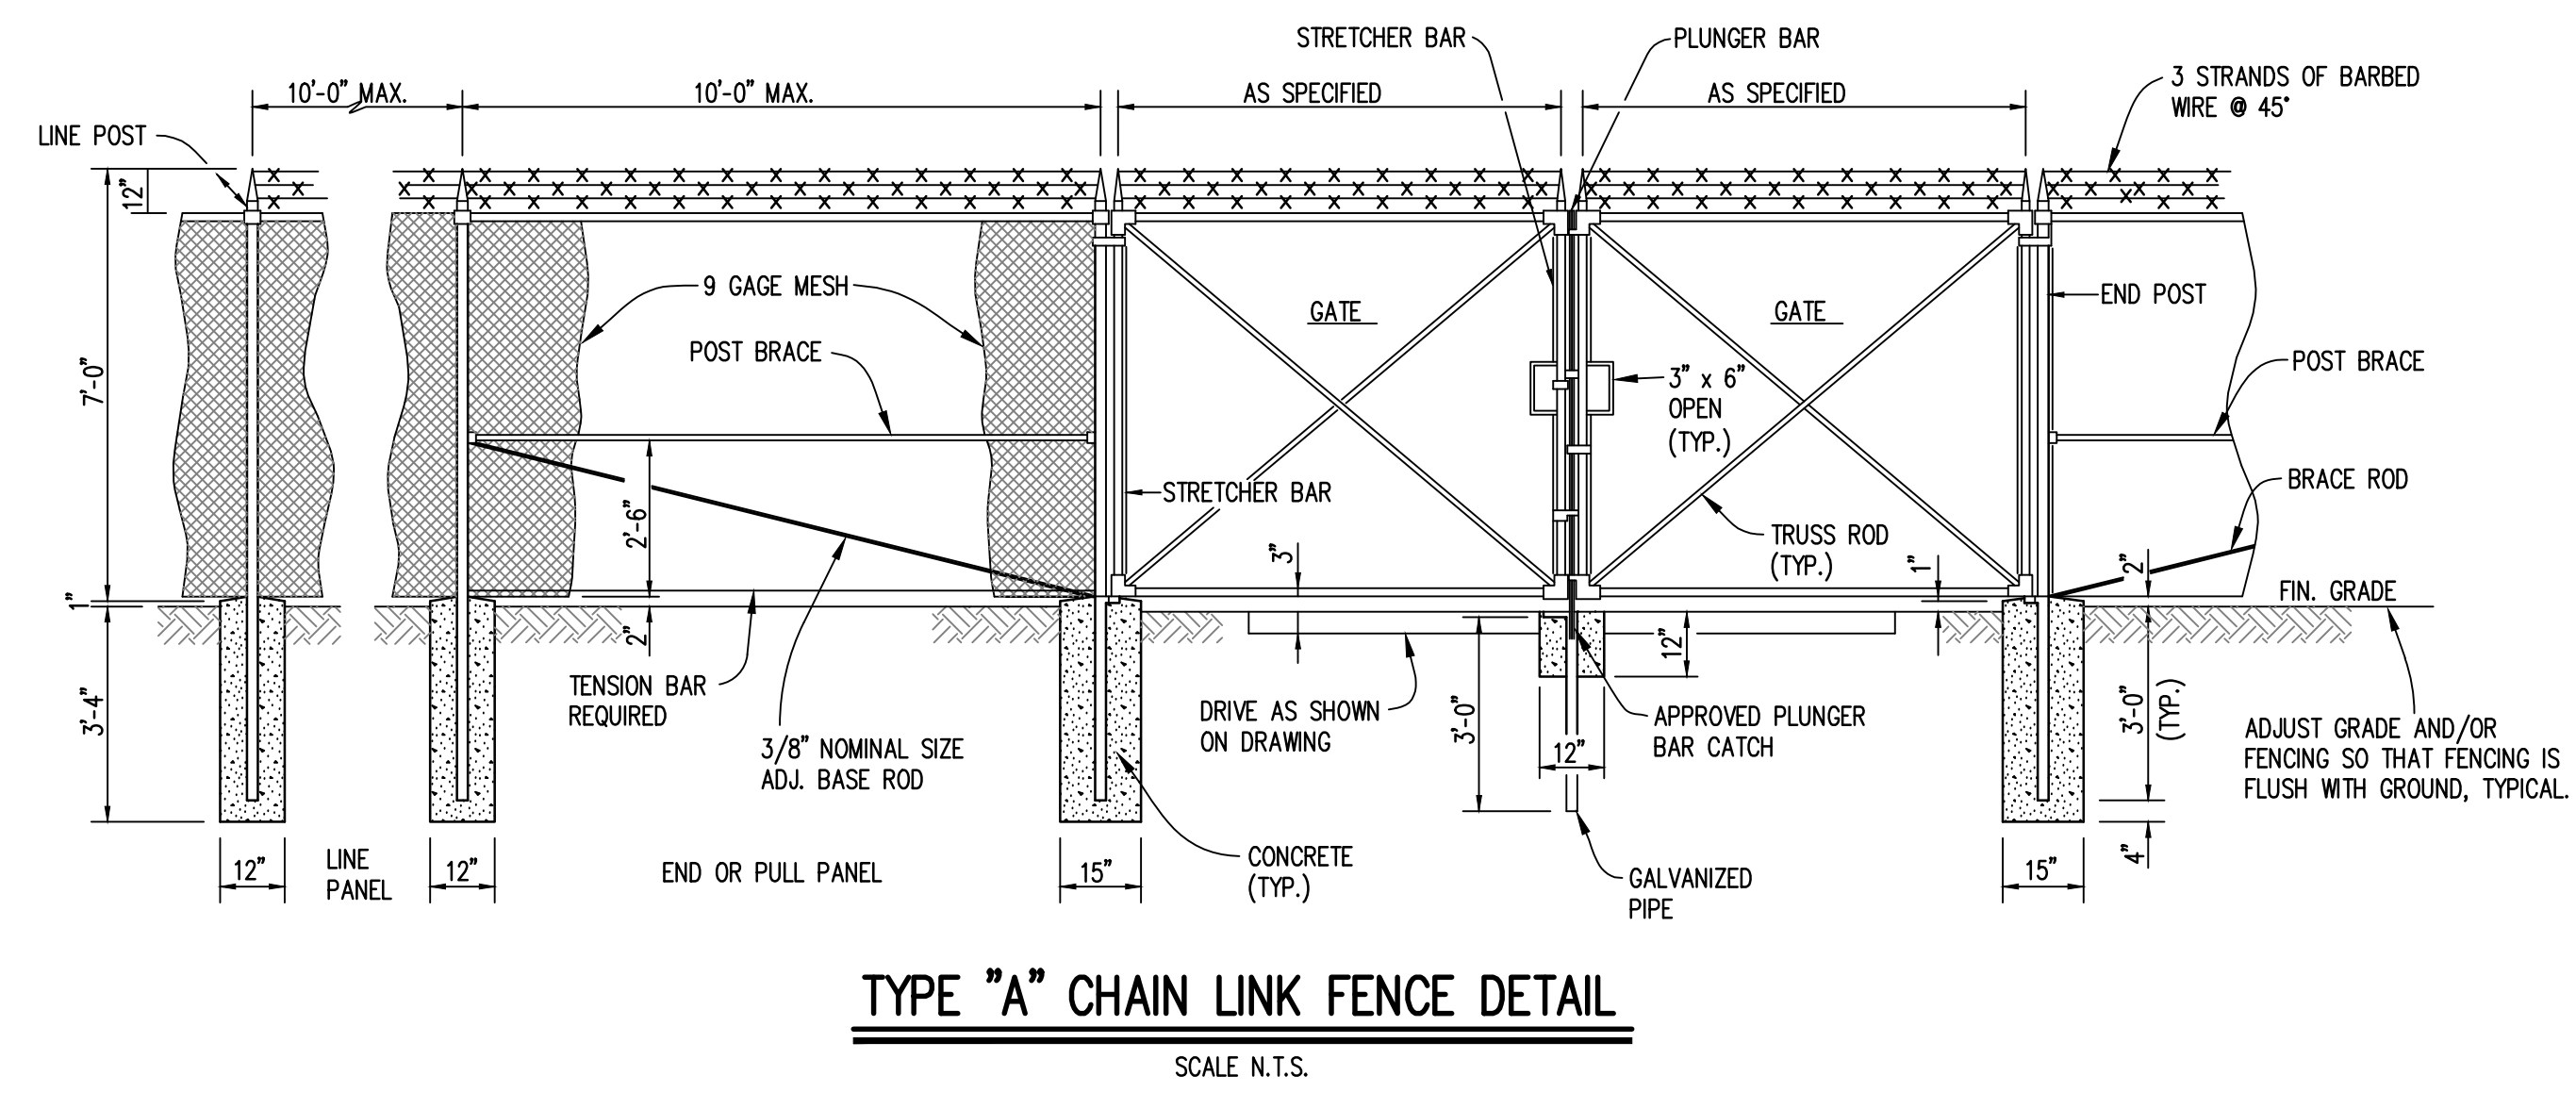 STRETCHER BAR
PLUNGER BAR
10'-0" MAX.
10'-0" MAX.
AS SPECIFIED
AS SPECIFIED
3 STRANDS OF BARBED
WIRE @ 45°
LINE POST
12"
7'-0"
9 GAGE MESH
POST BRACE
GATE
GATE
END POST
3" x 6"
OPEN
(TYP.)
POST BRACE
STRETCHER BAR
BRACE ROD
2'-6"
TRUSS ROD
(TYP.)
3"
1"
2"
FIN. GRADE
1"
2"
12"
3'-4"
TENSION BAR
REQUIRED
3/8" NOMINAL SIZE
ADJ. BASE ROD
DRIVE AS SHOWN
ON DRAWING
3'-0"
12"
APPROVED PLUNGER
BAR CATCH
3'-0"
(TYP.)
ADJUST GRADE AND/OR
FENCING SO THAT FENCING IS
FLUSH WITH GROUND, TYPICAL.
12"
LINE
PANEL
12"
END OR PULL PANEL
15"
CONCRETE
(TYP.)
GALVANIZED
PIPE
15"
4"
TYPE "A" CHAIN LINK FENCE DETAIL
SCALE N.T.S.